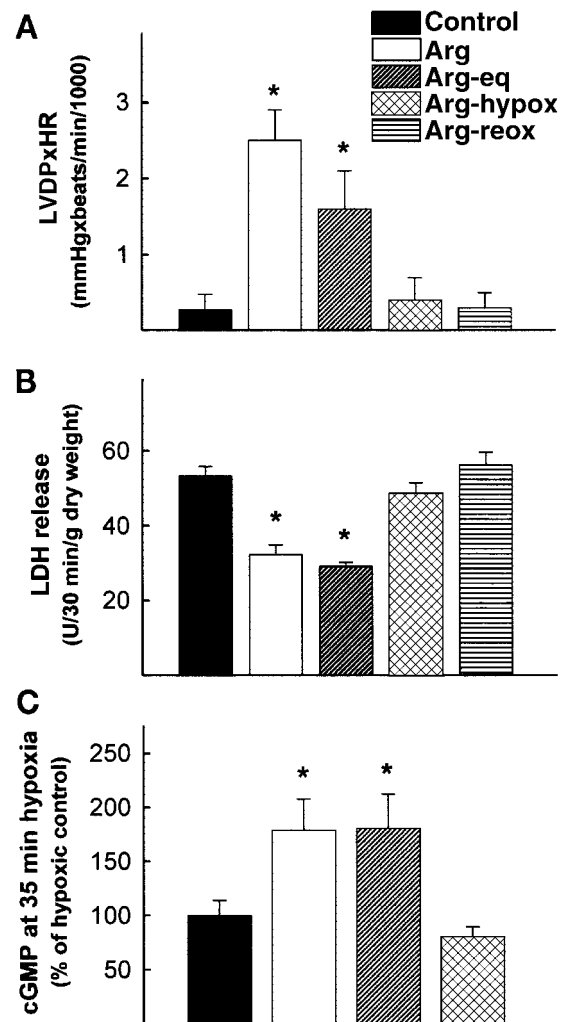 A
Control
Arg
Arg-eq
Arg-hypox
Arg-reox
LVDPxHR
(mmHgxbeats/min/1000)
3
2
1
*
*
B
LDH release
(U/30 min/g dry weight)
60
40
20
*
*
C
cGMP at 35 min hypoxia
(% of hypoxic control)
250
200
150
100
50
*
*